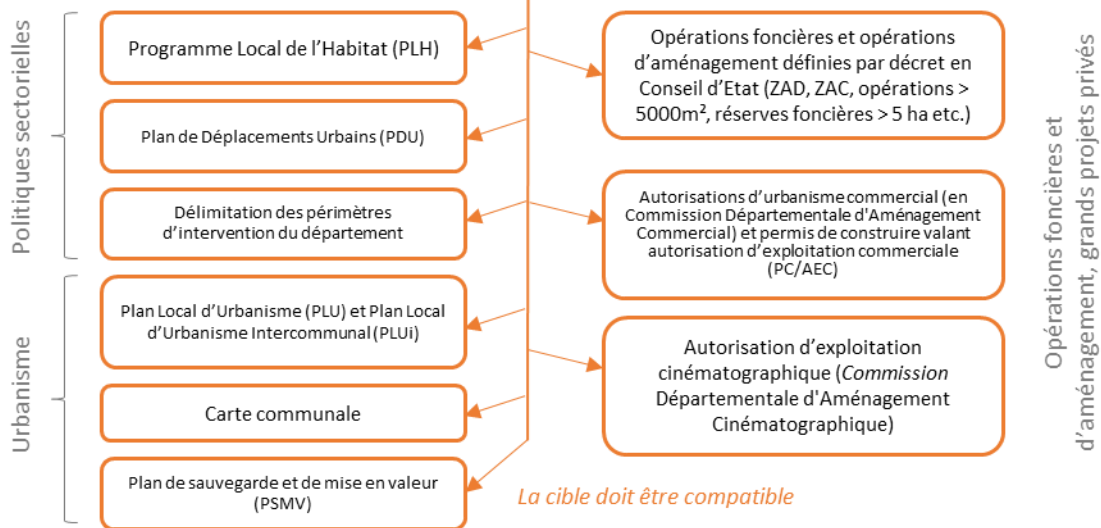 Politiques sectorielles
Programme Local de l’Habitat (PLH)
Plan de Déplacements Urbains (PDU)
Délimitation des périmètres
d’intervention du département
Urbanisme
Plan Local d’Urbanisme (PLU) et Plan Local
d’Urbanisme Intercommunal (PLUi)
Carte communale
Plan de sauvegarde et de mise en valeur
(PSMV)
Opérations foncières et opérations
d’aménagement définies par décret en
Conseil d’Etat (ZAD, ZAC, opérations >
5000m², réserves foncières > 5 ha etc.)
Autorisations d’urbanisme commercial (en
Commission Départementale d'Aménagement
Commercial) et permis de construire valant
autorisation d’exploitation commerciale
(PC/AEC)
Autorisation d’exploitation
cinématographique (Commission
Départementale d'Aménagement
Cinématographique)
La cible doit être compatible
Opérations foncières et
d’aménagement, grands projets privés